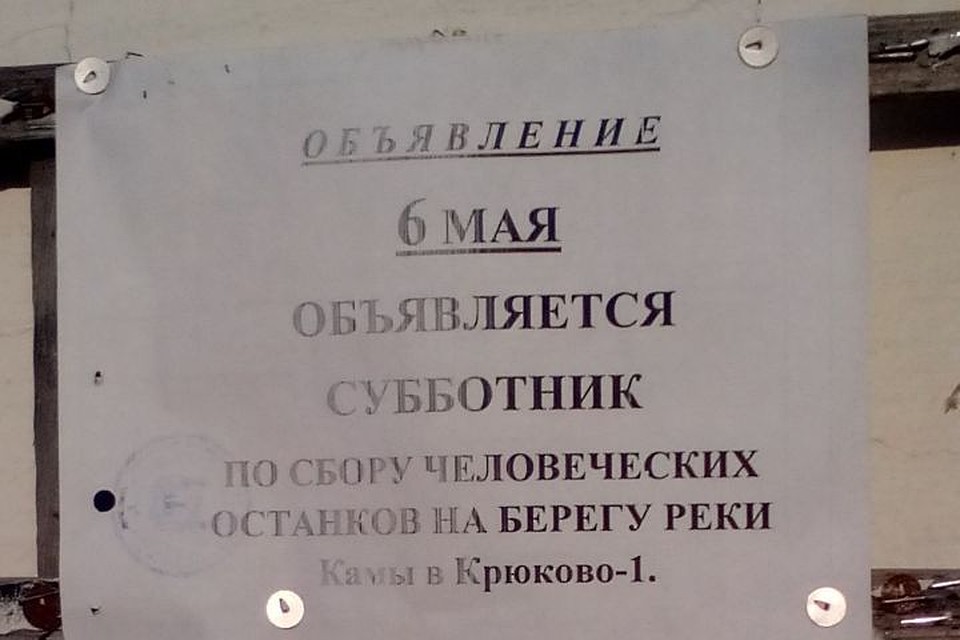 ОБЪЯВЛЕНИЕ
6 МАЯ
ОБЪЯВЛЯЕТСЯ
СУББОТНИК
ПО СБОРУ ЧЕЛОВЕЧЕСКИХ
ОСТАНКОВ НА БЕРЕГУ РЕКИ
Камы в Крюково-1.